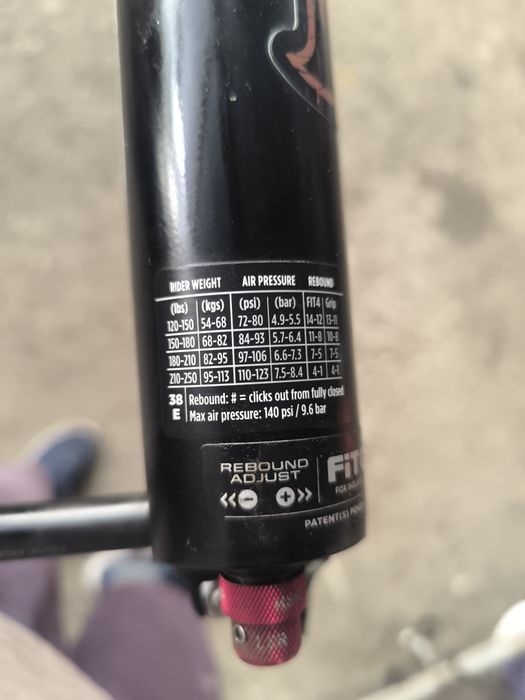 RIDER WEIGHT AIR PRESSURE REBOUND
(lbs) (kgs) (psi) (bar) FIT4 Grip
120-150 54-68 72-80 4.9-5.5 14-12 13-11
150-180 68-82 84-93 5.7-6.4 11-8 10-8
180-210 82-95 97-106 6.6-7.3 7-5 7-5
210-250 95-113 110-123 7.5-8.4 4-1 4-1
38 Rebound: # = clicks out from fully closed
E Max air pressure: 140 psi / 9.6 bar
REBOUND FIT
ADJUST FOX
PATENT(S)